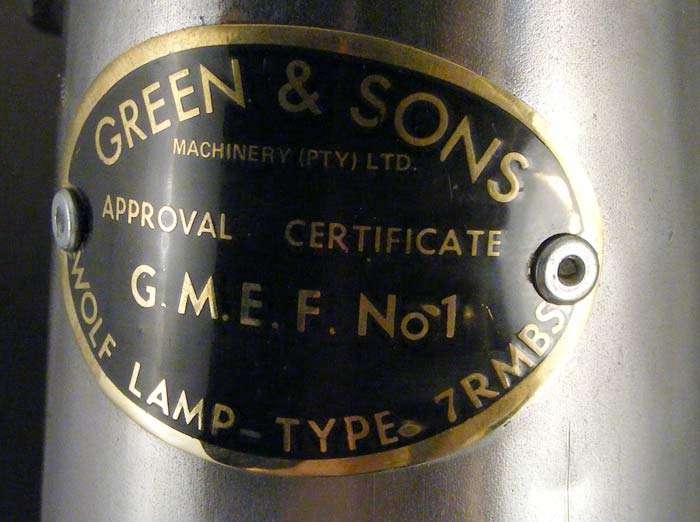 GREEN & SONS
MACHINERY (PTY) LTD.
APPROVAL CERTIFICATE
G.M.E.F. No 1
WOLF LAMP-TYPE 7RMBS